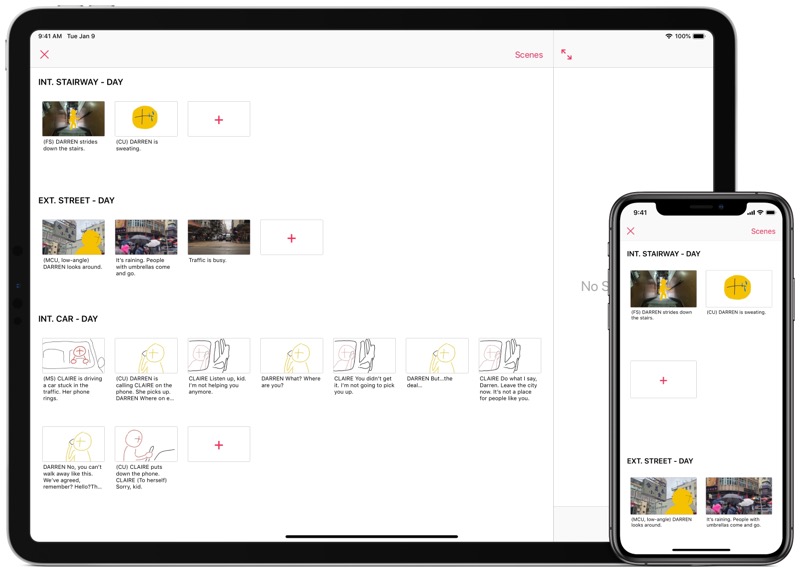 9:41 AM Tue Jan 9
100%
Scenes
INT. STAIRWAY - DAY
(FS) DARREN strides
down the stairs.
(CU) DARREN is
sweating.
EXT. STREET - DAY
(MCU, low-angle)
DARREN looks around.
It's raining. People
with umbrellas come
and go.
Traffic is busy.
INT. CAR - DAY
(MS) CLAIRE is driving
a car stuck in the
traffic. Her phone
rings.
(CU) DARREN is
calling CLAIRE on the
phone. She picks up.
DARREN Where on e...
CLAIRE Listen up, kid.
I'm not helping you
anymore.
DARREN What? Where
are you?
CLAIRE You didn't get
it. I'm not going to pick
you up.
DARREN But...the
deal...
CLAIRE Do what I say,
Darren. Leave the city
now. It's not a place
for people like you.
DARREN No, you can't
walk away like this.
We've agreed,
remember? Hello?Th...
(CU) CLAIRE puts
down the phone.
CLAIRE (To herself)
Sorry, kid.
No S
9:41
Scenes
INT. STAIRWAY - DAY
(FS) DARREN strides down
the stairs.
(CU) DARREN is sweating.
EXT. STREET - DAY
(MCU, low-angle) DARREN
looks around.
It's raining. People with
umbrellas come and go.